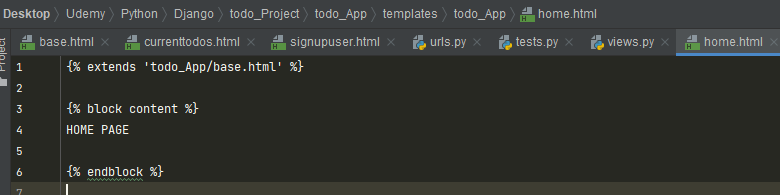 Desktop Udemy Python Django todo_Project todo_App templates todo_App home.html
base.html currenttodos.html signupuser.html urls.py tests.py views.py home.html
Project
1 {% extends 'todo_App/base.html' %}
2
3 {% block content %}
4 HOME PAGE
5
6 {% endblock %}
7